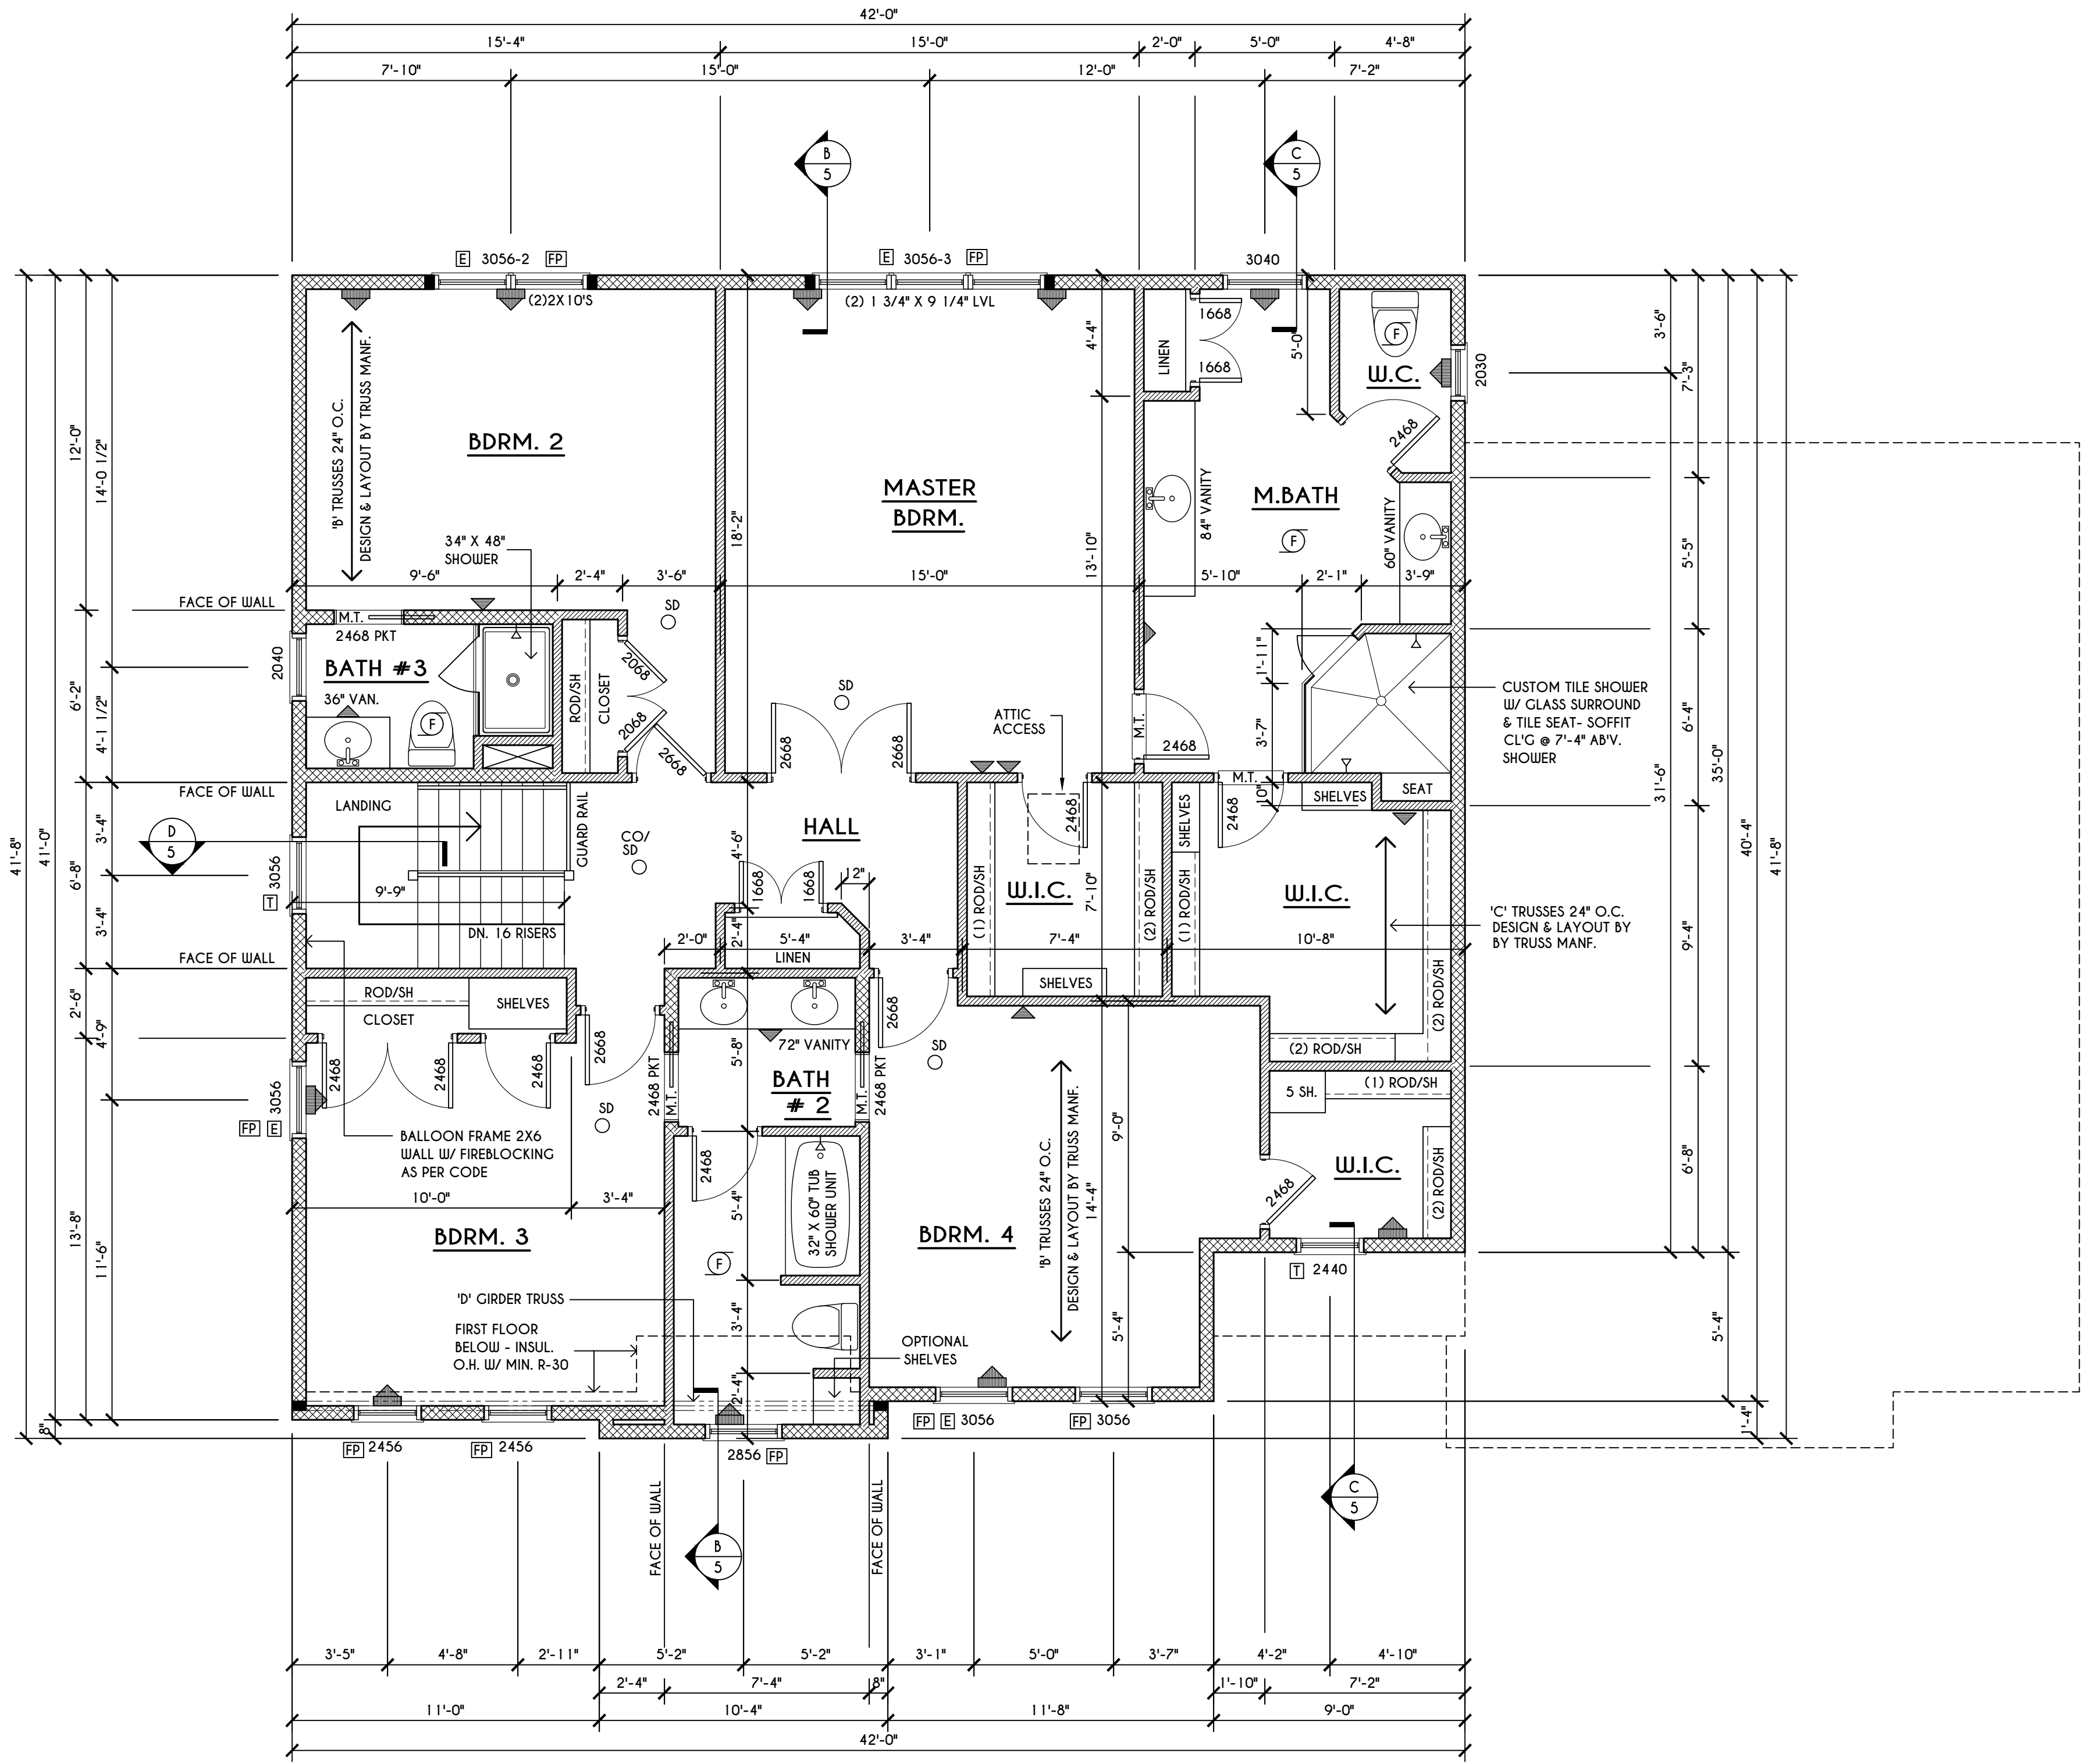 42'-0"
15'-4" 15'-0" 2'-0" 5'-0" 4'-8"
7'-10" 15'-0" 12'-0" 7'-2"
B
5
C
5
E 3056-2 FP
(2)2X10'S
E 3056-3 FP
(2) 1 3/4" X 9 1/4" LVL
3040
'B' TRUSSES 24" O.C.
DESIGN & LAYOUT BY TRUSS MANF.
BDRM. 2
34" X 48"
SHOWER
9'-6" 2'-4" 3'-6" 15'-0" 5'-10" 2'-1" 3'-9"
18'-2"
MASTER
BDRM.
4'-4"
13'-10"
LINEN
1668
1668
5'-0"
F
W.C.
2030
2468
84" VANITY
M.BATH
F
60" VANITY
3'-6"
7'-3"
5'-5"
6'-4"
9'-4"
6'-8"
31'-6"
35'-0"
5'-4"
40'-4"
1'-4"
41'-8"
41'-8"
41'-0"
8"
12'-0"
6'-2"
6'-8"
2'-6"
13'-8"
14'-0 1/2"
4'-1 1/2"
3'-4"
3'-4"
4'-9"
11'-6"
FACE OF WALL
FACE OF WALL
FACE OF WALL
M.T.
2468 PKT
2040
BATH #3
36" VAN.
F
ROD/SH
CLOSET
2068
2068
2668
SD
SD
2668
2668
ATTIC
ACCESS
M.T.
2468
1'-11"
3'-7"
10"
CUSTOM TILE SHOWER
W/ GLASS SURROUND
& TILE SEAT- SOFFIT
CL'G @ 7'-4" AB'V.
SHOWER
SEAT
M.T.
SHELVES
2468
D
5
LANDING
GUARD RAIL
CO/
SD
HALL
4'-6"
T 3056
9'-9"
DN. 16 RISERS
1668
1668
12"
2'-4"
2'-0" 5'-4" 3'-4" 7'-4" 10'-8"
LINEN
2468
(1) ROD/SH
W.I.C.
7'-10"
(2) ROD/SH
SHELVES
SHELVES
(1) ROD/SH
W.I.C.
(2) ROD/SH
(2) ROD/SH
'C' TRUSSES 24" O.C.
DESIGN & LAYOUT BY
BY TRUSS MANF.
ROD/SH
SHELVES
CLOSET
2468
2468
2468
2668
FP E 3056
SD
72" VANITY
5'-8"
2468 PKT
M.T.
BATH
# 2
M.T.
2468 PKT
2668
SD
BALLOON FRAME 2X6
WALL W/ FIREBLOCKING
AS PER CODE
10'-0" 3'-4"
BDRM. 3
2468
5'-4"
32" X 60" TUB
SHOWER UNIT
F
BDRM. 4
'B' TRUSSES 24" O.C.
DESIGN & LAYOUT BY TRUSS MANF.
14'-4"
9'-0"
5'-4"
5 SH.
(1) ROD/SH
W.I.C.
(2) ROD/SH
2468
T 2440
'D' GIRDER TRUSS
FIRST FLOOR
BELOW - INSUL.
O.H. W/ MIN. R-30
3'-4"
2'-4"
OPTIONAL
SHELVES
FP 2456
FP 2456
2856 FP
FP E 3056
FP 3056
FACE OF WALL
FACE OF WALL
B
5
C
5
3'-5" 4'-8" 2'-11" 5'-2" 5'-2" 3'-1" 5'-0" 3'-7" 4'-2" 4'-10"
2'-4" 7'-4" 8" 1'-10" 7'-2"
11'-0" 10'-4" 11'-8" 9'-0"
42'-0"